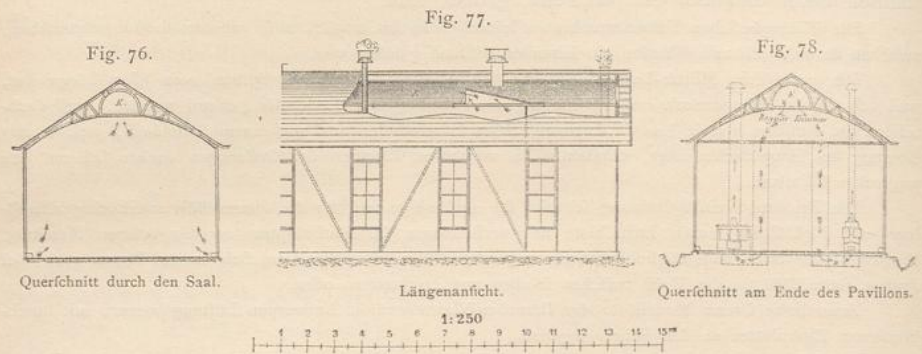 Fig. 76.
Fig. 77.
Fig. 78.
K.
K
Querſchnitt durch den Saal.
Längenanſicht.
Querſchnitt am Ende des Pavillons.
1:250
1 2 3 4 5 6 7 8 9 10 11 12 13 14 15 m